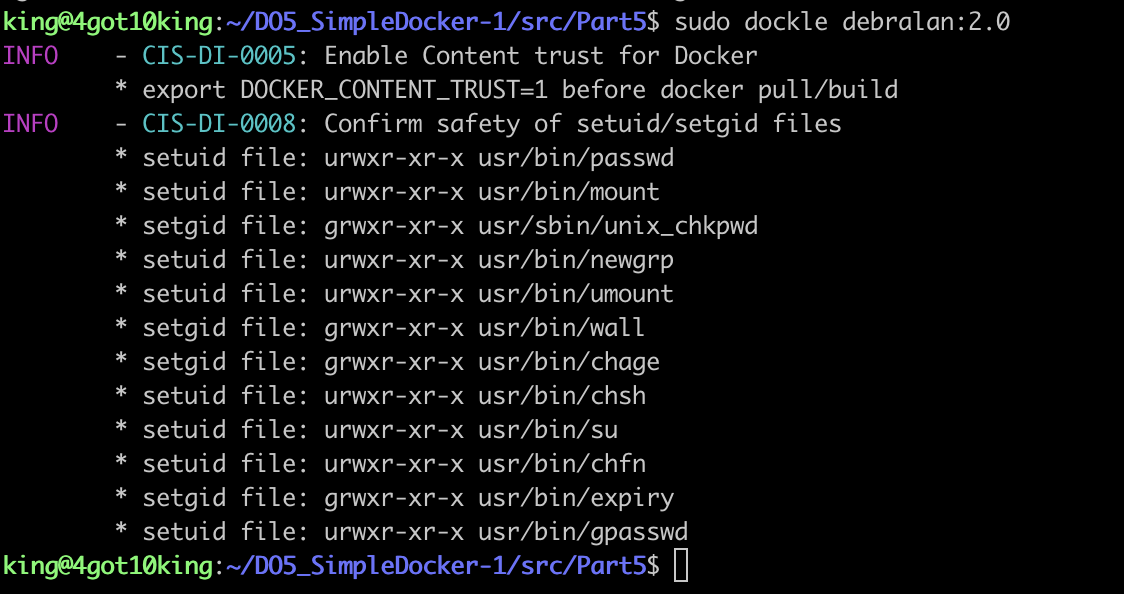 king@4got10king:~/DO5_SimpleDocker-1/src/Part5$ sudo dockle debralan:2.0
INFO    - CIS-DI-0005: Enable Content trust for Docker
        * export DOCKER_CONTENT_TRUST=1 before docker pull/build
INFO    - CIS-DI-0008: Confirm safety of setuid/setgid files
        * setuid file: urwxr-xr-x usr/bin/passwd
        * setuid file: urwxr-xr-x usr/bin/mount
        * setgid file: grwxr-xr-x usr/sbin/unix_chkpwd
        * setuid file: urwxr-xr-x usr/bin/newgrp
        * setuid file: urwxr-xr-x usr/bin/umount
        * setgid file: grwxr-xr-x usr/bin/wall
        * setgid file: grwxr-xr-x usr/bin/chage
        * setuid file: urwxr-xr-x usr/bin/chsh
        * setuid file: urwxr-xr-x usr/bin/su
        * setuid file: urwxr-xr-x usr/bin/chfn
        * setgid file: grwxr-xr-x usr/bin/expiry
        * setuid file: urwxr-xr-x usr/bin/gpasswd
king@4got10king:~/DO5_SimpleDocker-1/src/Part5$